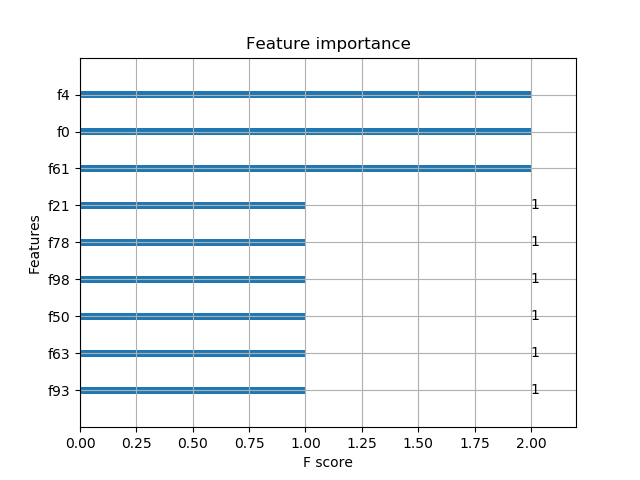 Feature importance
Features
f4
f0
f61
f21 1
f78 1
f98 1
f50 1
f63 1
f93 1
0.00 0.25 0.50 0.75 1.00 1.25 1.50 1.75 2.00
F score